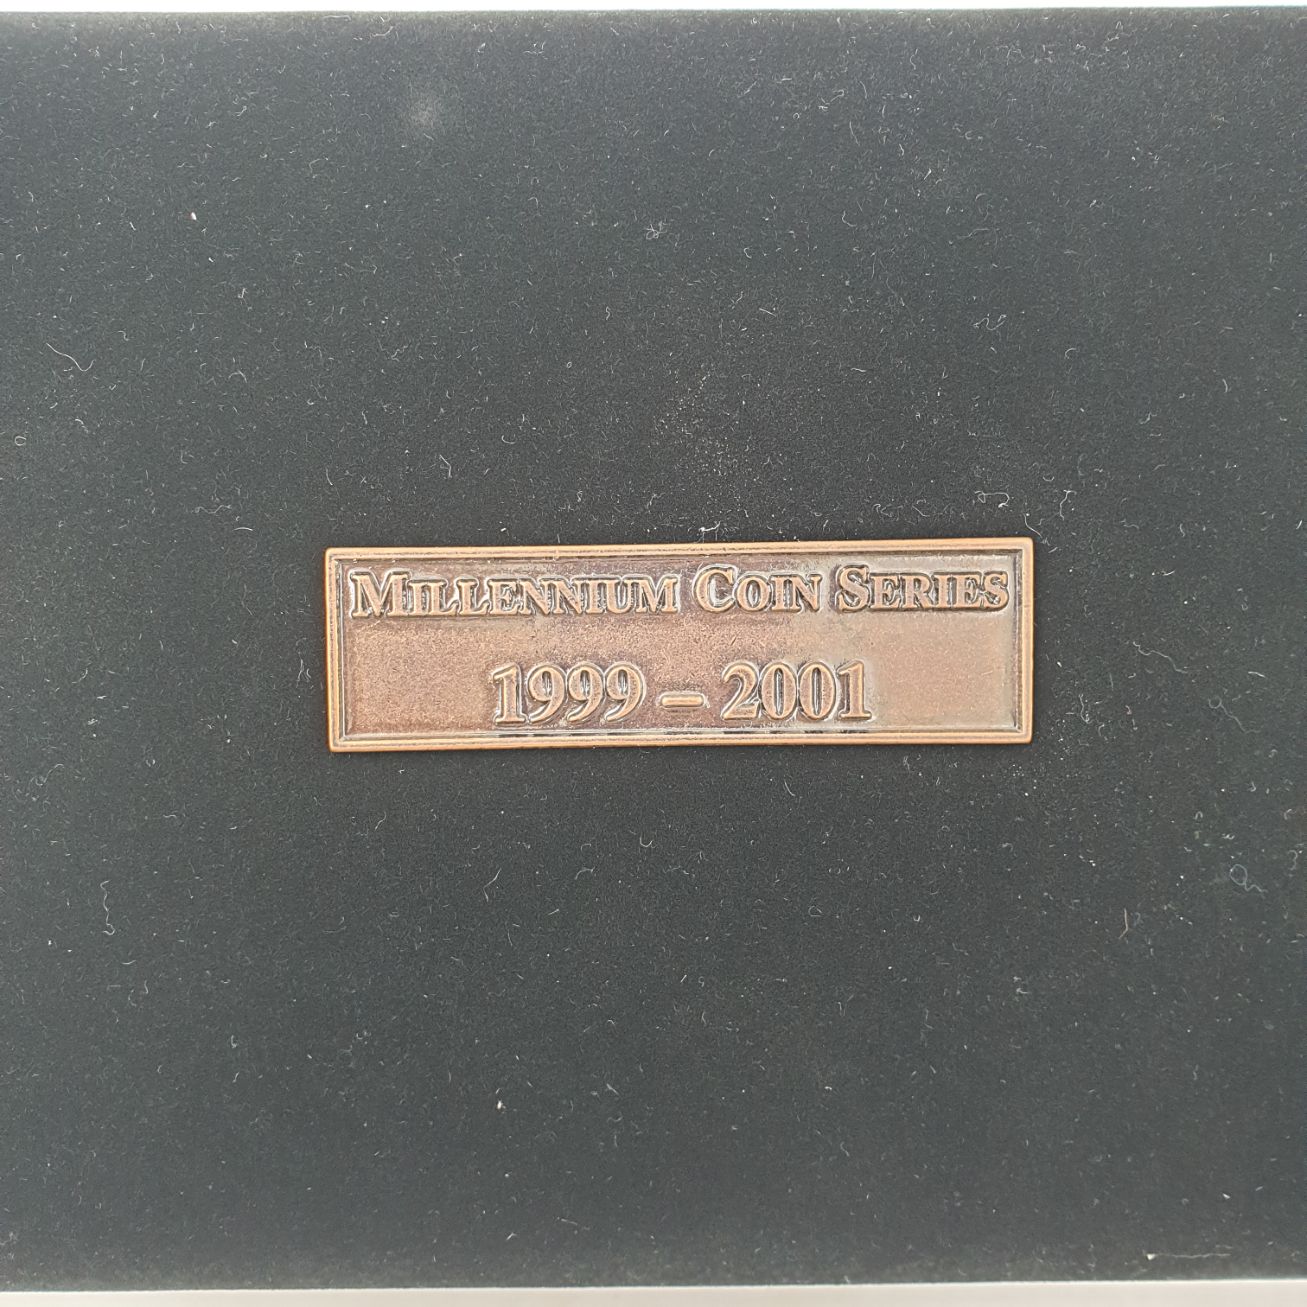 Millennium Coin Series
1999 – 2001